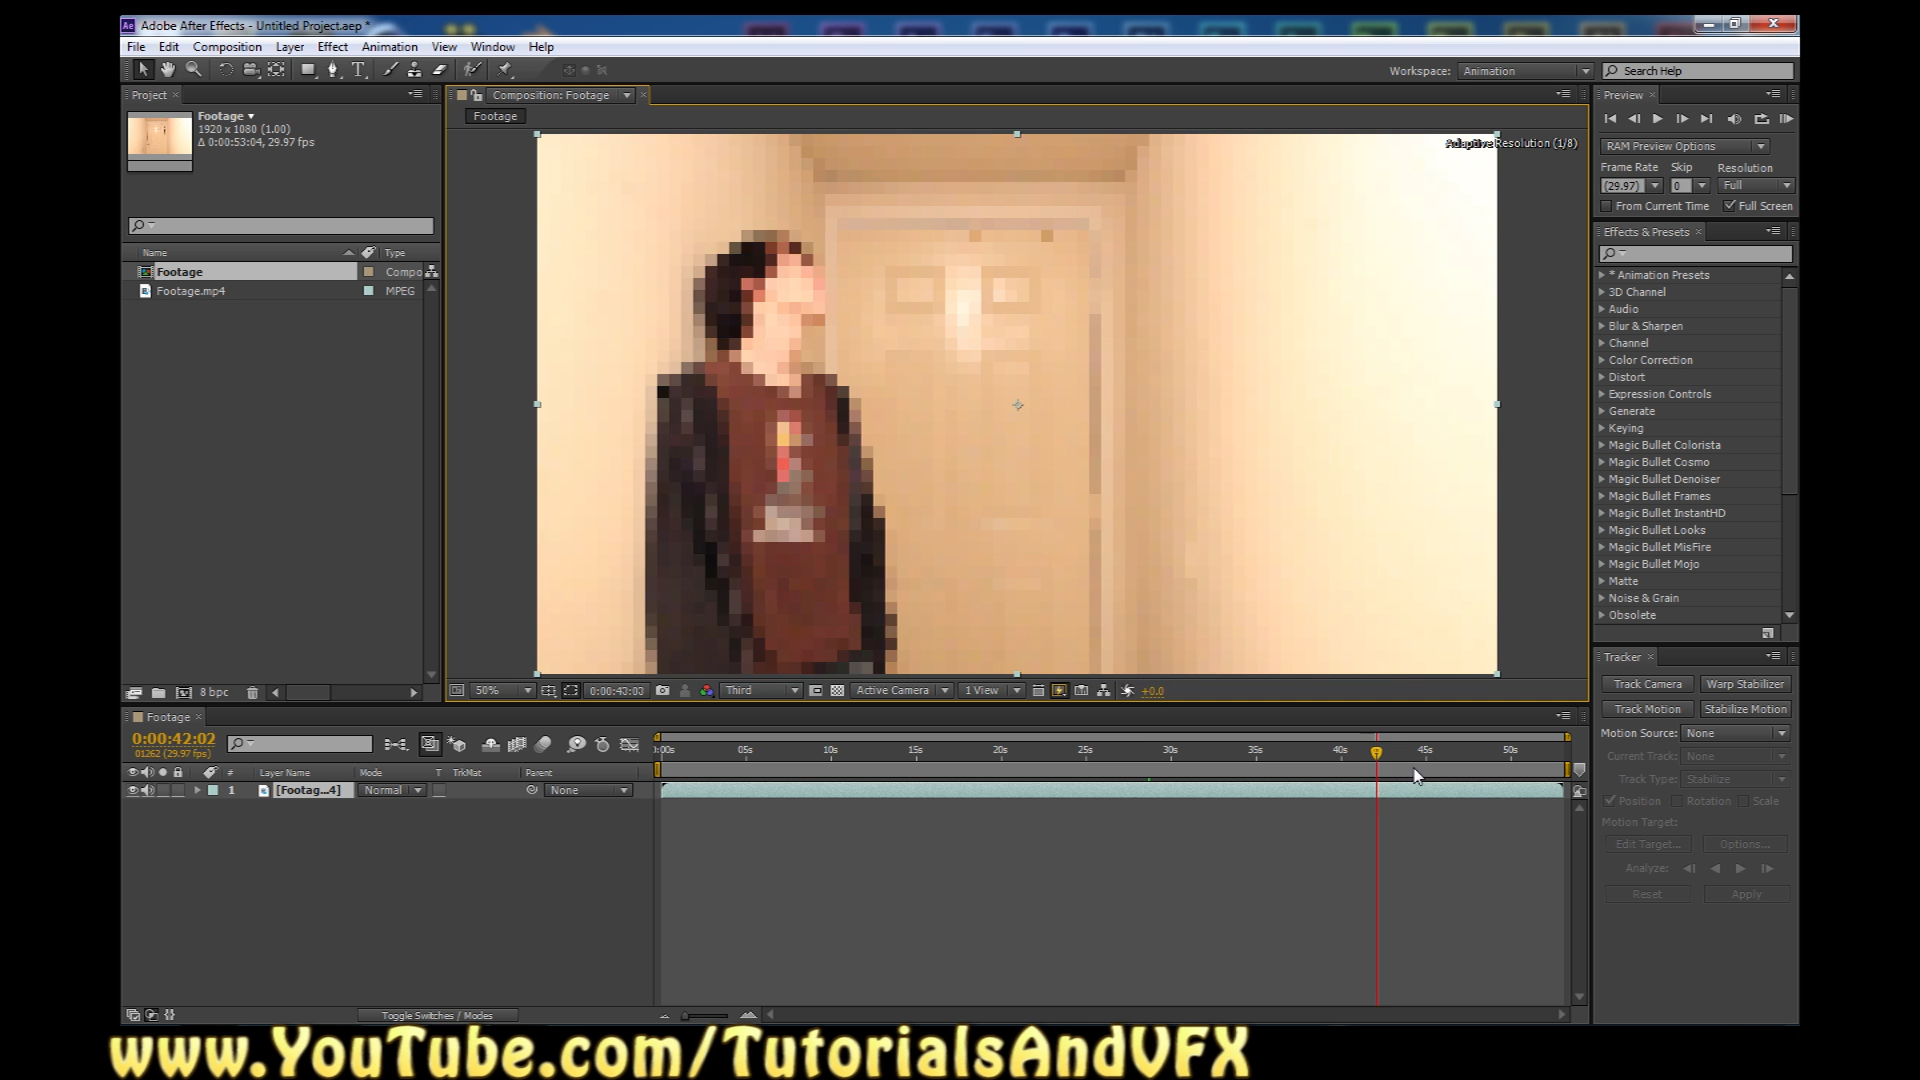 Adobe After Effects - Untitled Project.aep *
File Edit Composition Layer Effect Animation View Window Help
Workspace: Animation Search Help
Project
Footage
1920 x 1080 (1.00)
Δ 0:00:53:04, 29.97 fps
Name Type
Footage Compo
Footage.mp4 MPEG
8 bpc
Composition: Footage
Footage
Adaptive Resolution (1/8)
50% 0:00:43:03 Third Active Camera 1 View +0.0
Preview
RAM Preview Options
Frame Rate Skip Resolution
(29.97) 0 Full
From Current Time Full Screen
Effects & Presets
* Animation Presets
3D Channel
Audio
Blur & Sharpen
Channel
Color Correction
Distort
Expression Controls
Generate
Keying
Magic Bullet Colorista
Magic Bullet Cosmo
Magic Bullet Denoiser
Magic Bullet Frames
Magic Bullet InstantHD
Magic Bullet Looks
Magic Bullet MisFire
Magic Bullet Mojo
Matte
Noise & Grain
Obsolete
Tracker
Track Camera Warp Stabilizer
Track Motion Stabilize Motion
Motion Source: None
Current Track: None
Track Type: Stabilize
Position Rotation Scale
Motion Target:
Edit Target... Options...
Analyze:
Reset Apply
Footage
0:00:42:02
01262 (29.97 fps)
:00s 05s 10s 15s 20s 25s 30s 35s 40s 45s 50s
# Layer Name Mode T TrkMat Parent
1 [Footag...4] Normal None
Toggle Switches / Modes
www.YouTube.com/TutorialsAndVFX